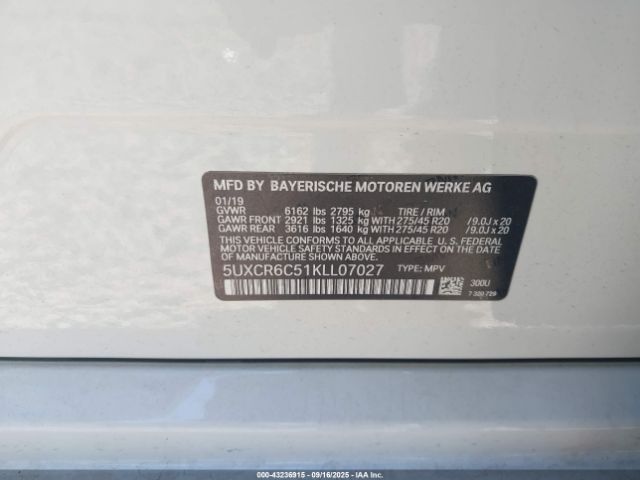 MFD BY BAYERISCHE MOTOREN WERKE AG
01/19
GVWR 6162 lbs 2795 kg TIRE / RIM
GAWR FRONT 2921 lbs 1325 kg WITH 275/45 R20 / 9.0J x 20
GAWR REAR 3616 lbs 1640 kg WITH 275/45 R20 / 9.0J x 20
THIS VEHICLE CONFORMS TO ALL APPLICABLE U.S. FEDERAL
MOTOR VEHICLE SAFETY STANDARDS IN EFFECT ON THE
DATE OF MANUFACTURE SHOWN ABOVE.
5UXCR6C51KLL07027 TYPE: MPV
300U
© - 43236915 - 09/16/2025 - © IAA Inc.